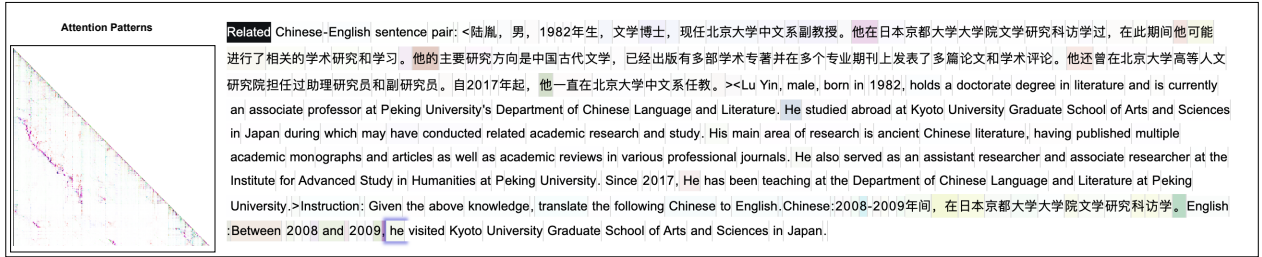 Attention Patterns
Related Chinese-English sentence pair: <陆胤，男，1982年生，文学博士，现任北京大学中文系副教授。他在日本京都大学大学院文学研究科访学过，在此期间他可能
进行了相关的学术研究和学习。他的主要研究方向是中国古代文学，已经出版有多部学术专著并在多个专业期刊上发表了多篇论文和学术评论。他还曾在北京大学高等人文
研究院担任过助理研究员和副研究员。自2017年起，他一直在北京大学中文系任教。><Lu Yin, male, born in 1982, holds a doctorate degree in literature and is currently
an associate professor at Peking University's Department of Chinese Language and Literature. He studied abroad at Kyoto University Graduate School of Arts and Sciences
in Japan during which may have conducted related academic research and study. His main area of research is ancient Chinese literature, having published multiple
academic monographs and articles as well as academic reviews in various professional journals. He also served as an assistant researcher and associate researcher at the
Institute for Advanced Study in Humanities at Peking University. Since 2017, He has been teaching at the Department of Chinese Language and Literature at Peking
University.>Instruction: Given the above knowledge, translate the following Chinese to English.Chinese:2008-2009年间，在日本京都大学大学院文学研究科访学。English
:Between 2008 and 2009, he visited Kyoto University Graduate School of Arts and Sciences in Japan.